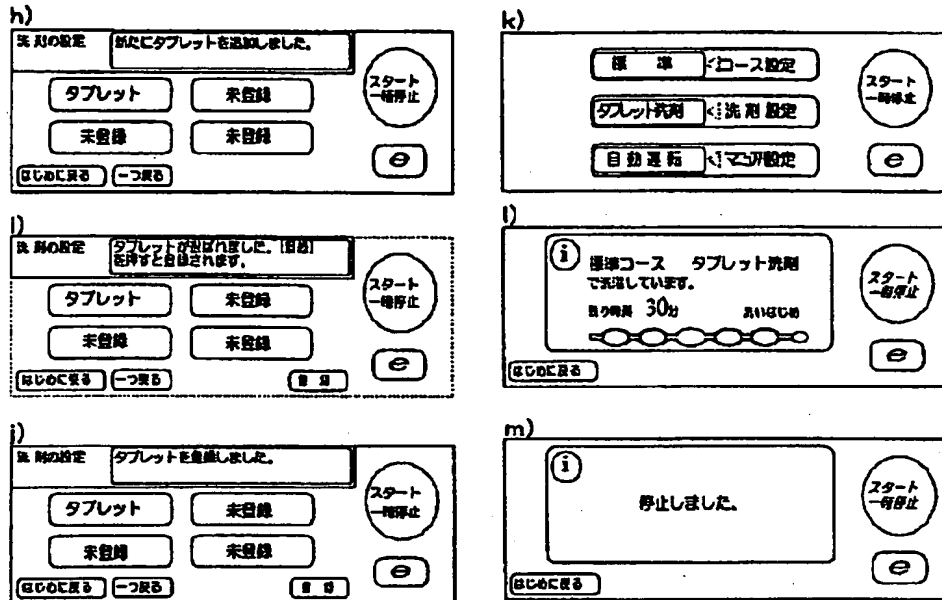 h)
洗剤の設定
新たにタブレットを追加しました。
タブレット
未登録
未登録
未登録
はじめに戻る
一つ戻る
スタート
一時停止
e
i)
洗剤の設定
タブレットが選ばれました。[登録]
を押すと登録されます。
タブレット
未登録
未登録
未登録
はじめに戻る
一つ戻る
登録
スタート
一時停止
e
j)
洗剤の設定
タブレットを登録しました。
タブレット
未登録
未登録
未登録
はじめに戻る
一つ戻る
登録
スタート
一時停止
e
k)
標準
コース設定
タブレット洗剤
洗剤設定
自動運転
設定
スタート
一時停止
e
l)
i
標準コース タブレット洗剤
で洗濯しています。
残り時間 30分
洗いはじめ
はじめに戻る
スタート
一時停止
e
m)
i
停止しました。
はじめに戻る
スタート
一時停止
e